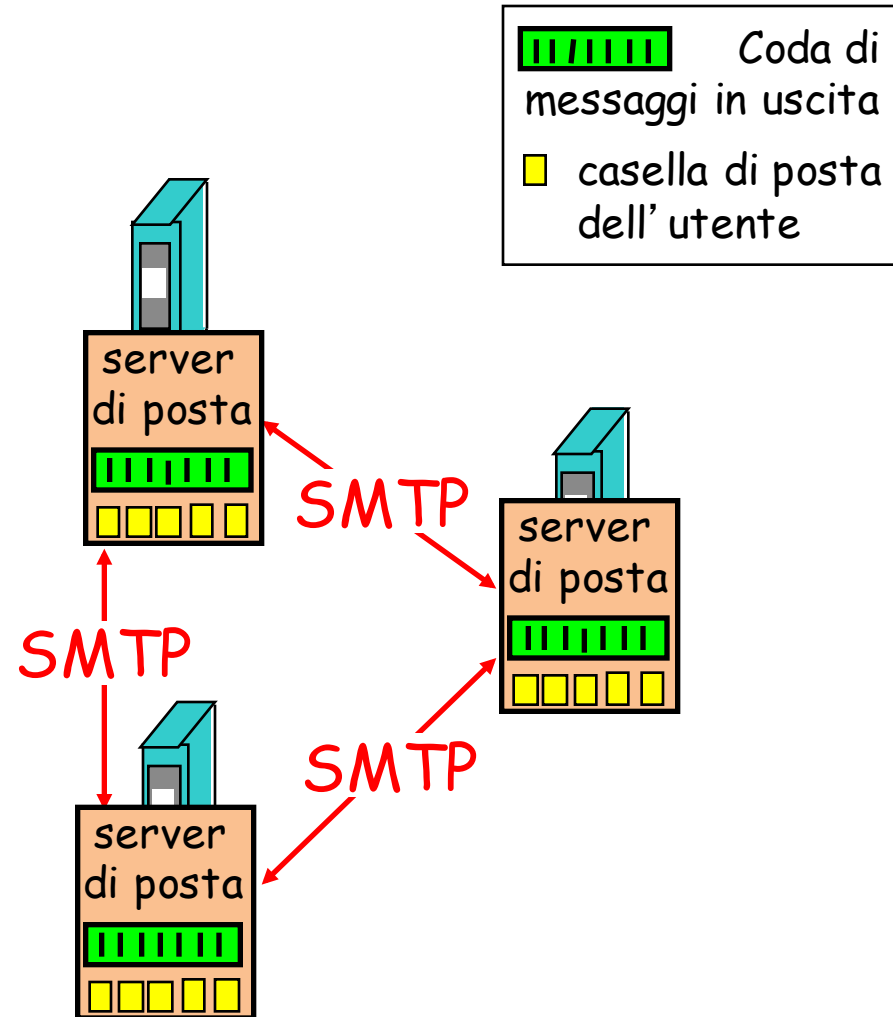 Coda di
messaggi in uscita
casella di posta
dell’utente
server
di posta
SMTP
server
di posta
SMTP
SMTP
server
di posta